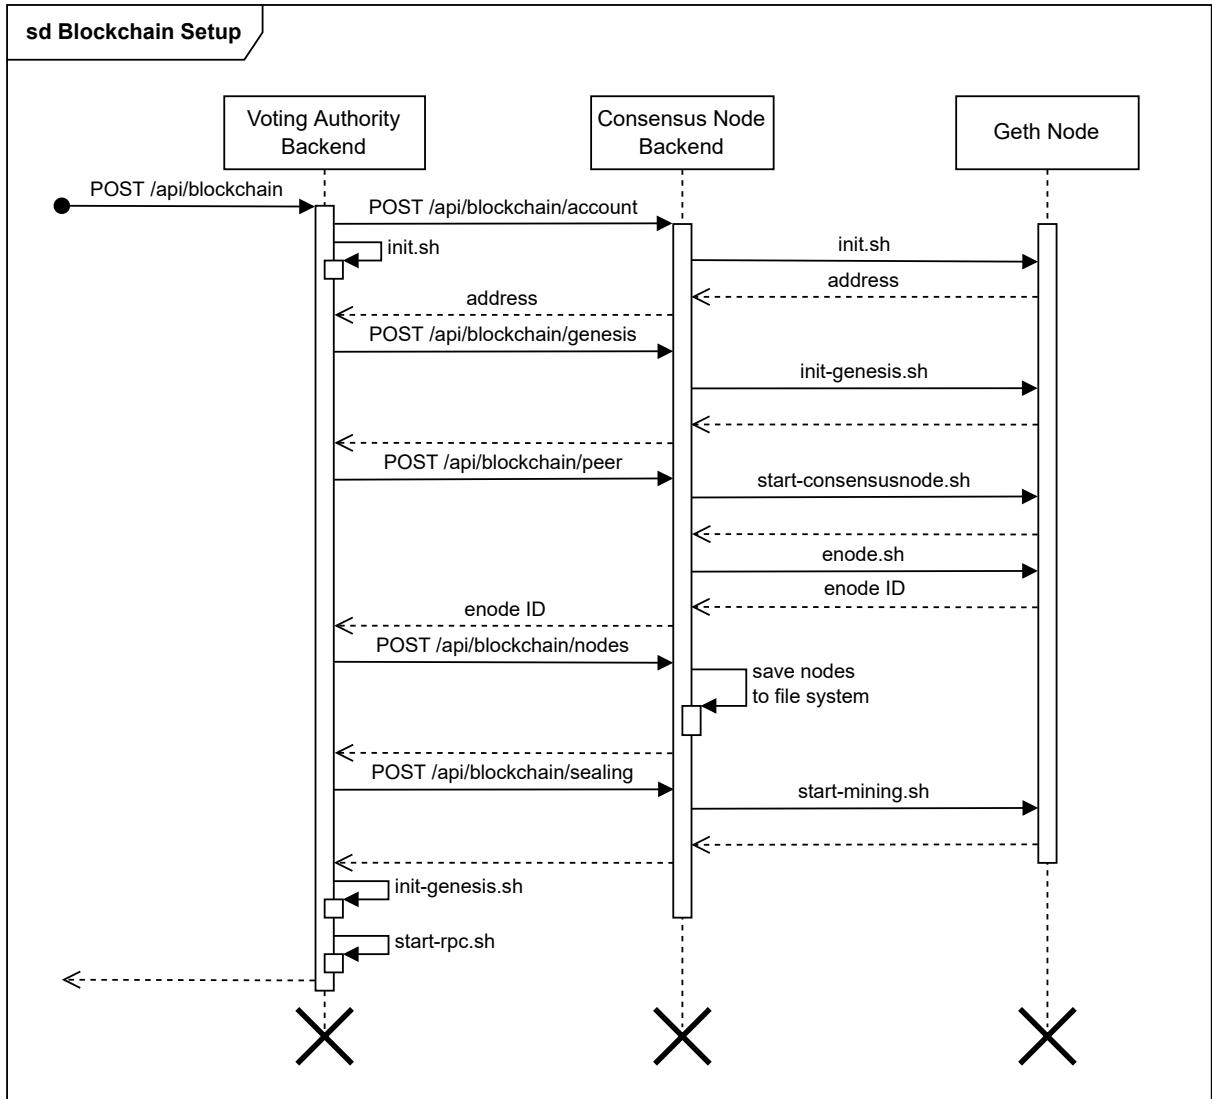 sd Blockchain Setup
Voting Authority
Backend
Consensus Node
Backend
Geth Node
POST /api/blockchain
POST /api/blockchain/account
init.sh
init.sh
address
address
POST /api/blockchain/genesis
init-genesis.sh
POST /api/blockchain/peer
start-consensusnode.sh
enode.sh
enode ID
enode ID
POST /api/blockchain/nodes
save nodes
to file system
POST /api/blockchain/sealing
start-mining.sh
init-genesis.sh
start-rpc.sh